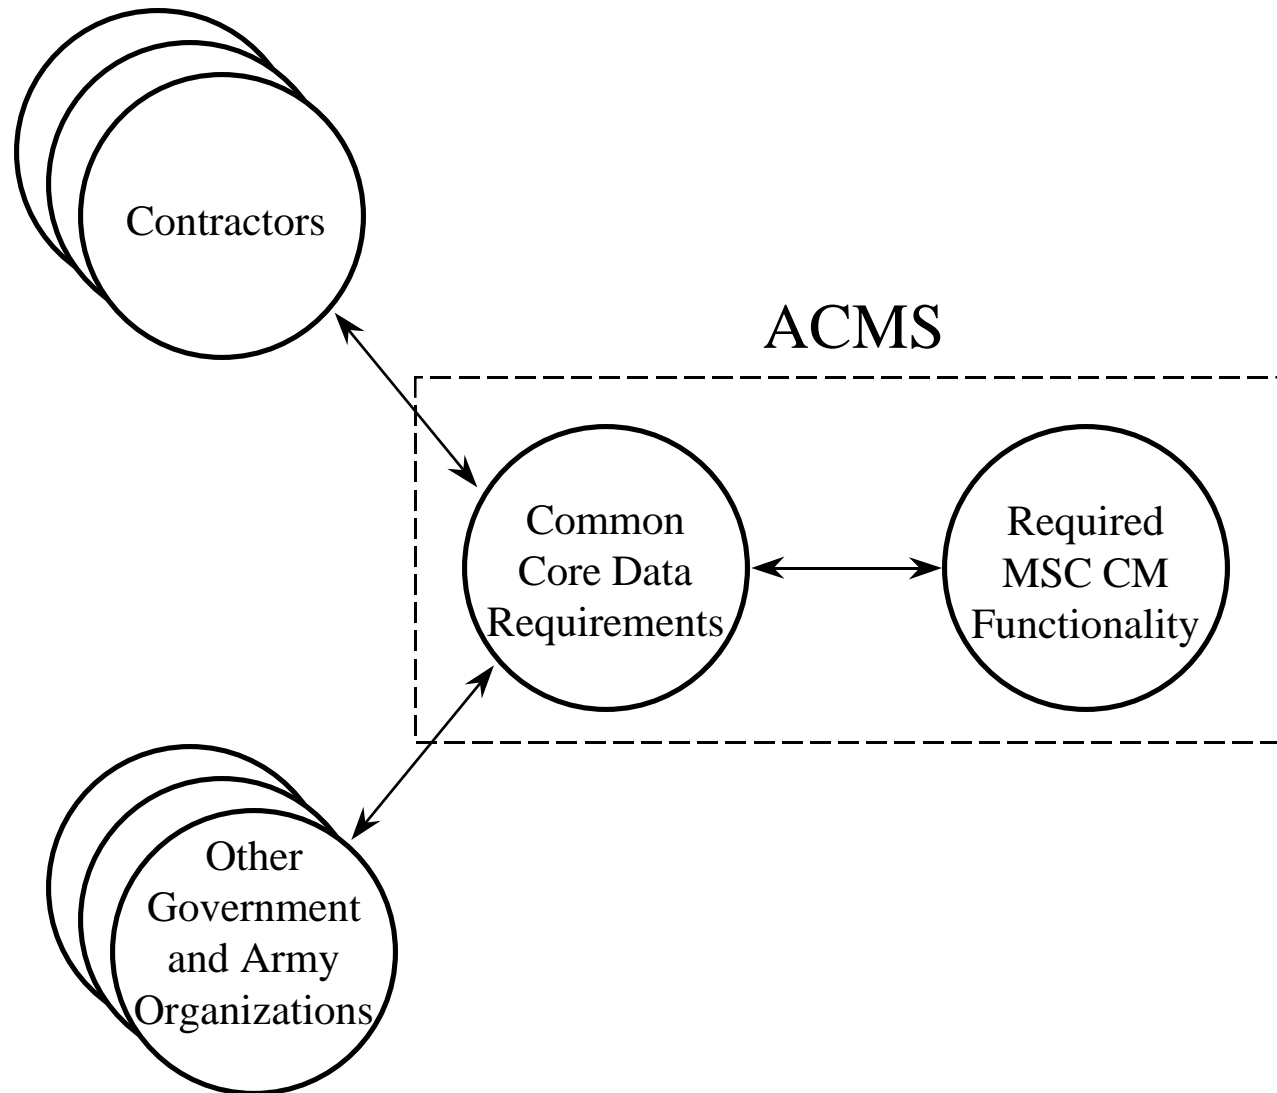 Contractors
ACMS
Common
Core Data
Requirements
Required
MSC CM
Functionality
Other
Government
and Army
Organizations